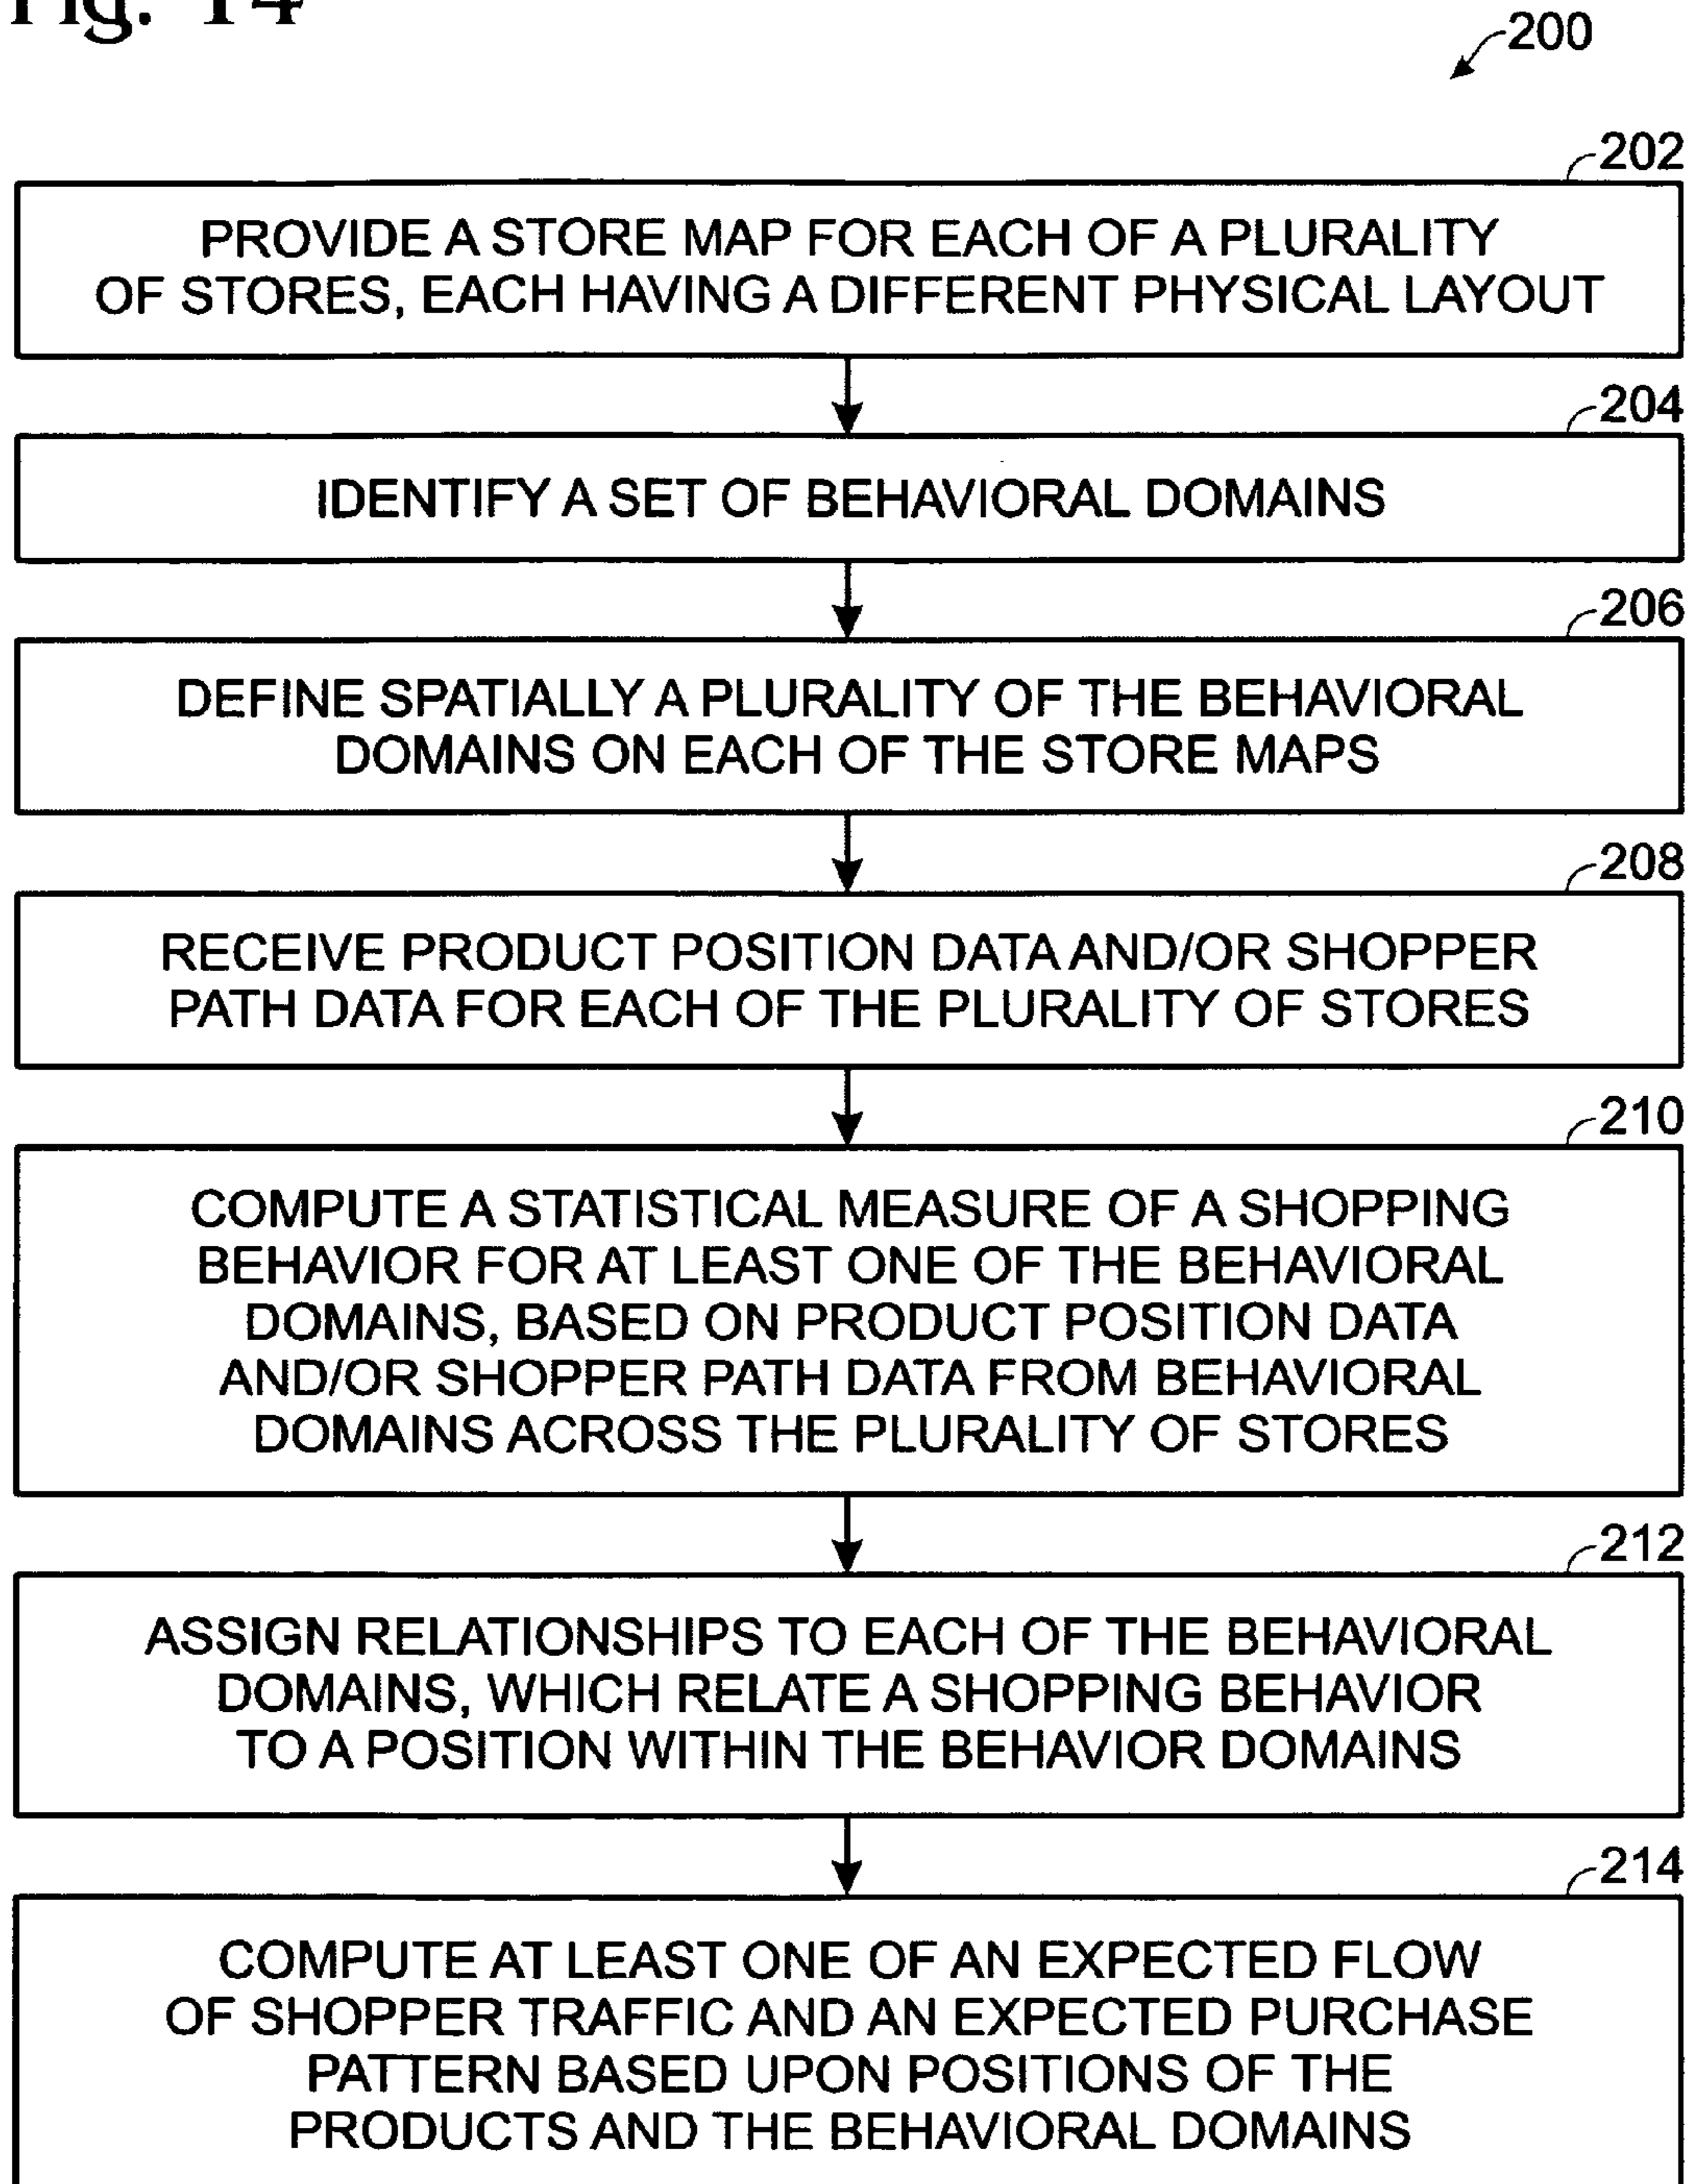 Fig. 14
200
202
PROVIDE A STORE MAP FOR EACH OF A PLURALITY
OF STORES, EACH HAVING A DIFFERENT PHYSICAL LAYOUT
204
IDENTIFY A SET OF BEHAVIORAL DOMAINS
206
DEFINE SPATIALLY A PLURALITY OF THE BEHAVIORAL
DOMAINS ON EACH OF THE STORE MAPS
208
RECEIVE PRODUCT POSITION DATA AND/OR SHOPPER
PATH DATA FOR EACH OF THE PLURALITY OF STORES
210
COMPUTE A STATISTICAL MEASURE OF A SHOPPING
BEHAVIOR FOR AT LEAST ONE OF THE BEHAVIORAL
DOMAINS, BASED ON PRODUCT POSITION DATA
AND/OR SHOPPER PATH DATA FROM BEHAVIORAL
DOMAINS ACROSS THE PLURALITY OF STORES
212
ASSIGN RELATIONSHIPS TO EACH OF THE BEHAVIORAL
DOMAINS, WHICH RELATE A SHOPPING BEHAVIOR
TO A POSITION WITHIN THE BEHAVIOR DOMAINS
214
COMPUTE AT LEAST ONE OF AN EXPECTED FLOW
OF SHOPPER TRAFFIC AND AN EXPECTED PURCHASE
PATTERN BASED UPON POSITIONS OF THE
PRODUCTS AND THE BEHAVIORAL DOMAINS